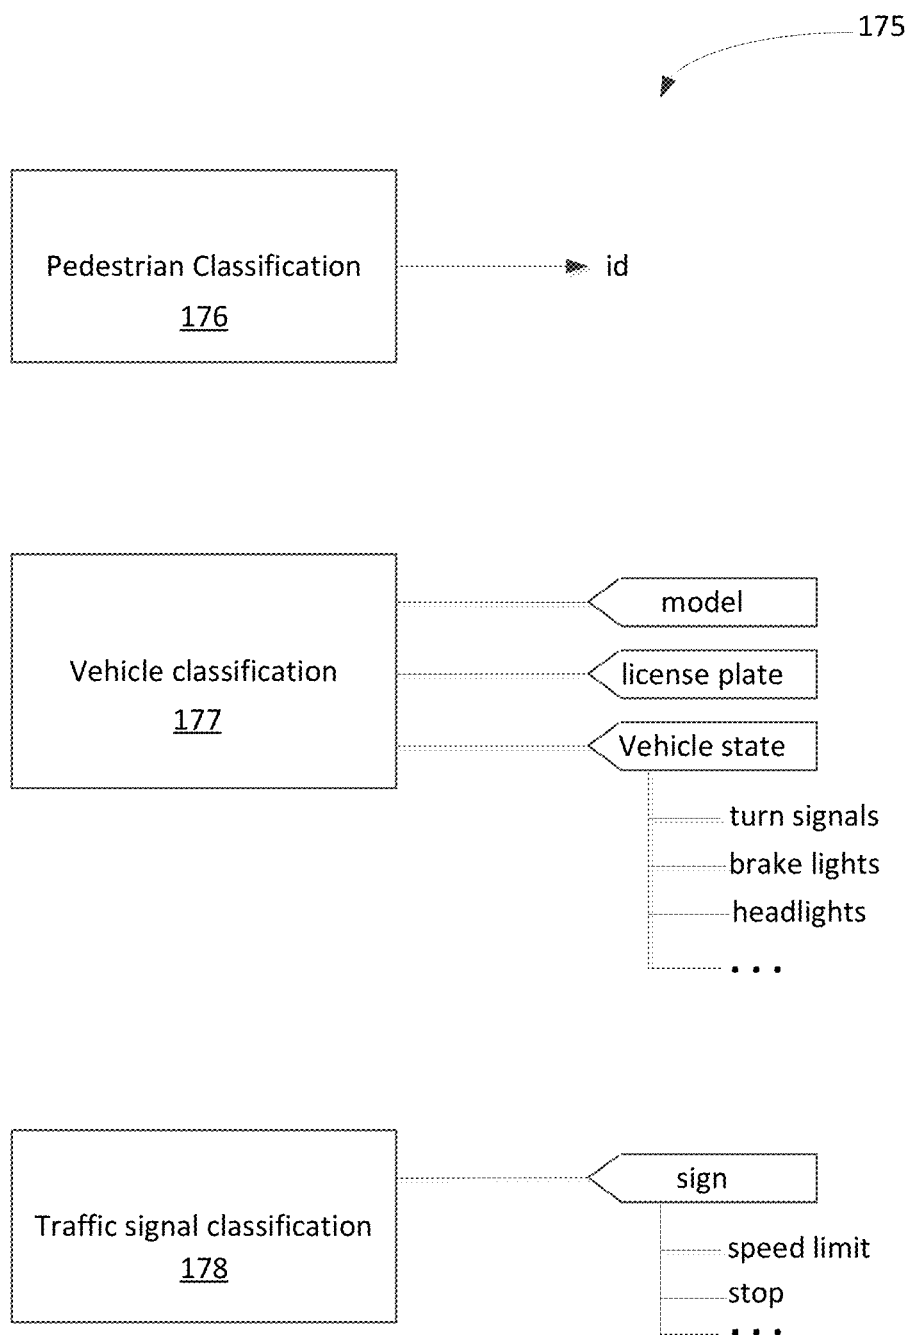 175
Pedestrian Classification
176
id
Vehicle classification
177
model
license plate
Vehicle state
turn signals
brake lights
headlights
. . .
Traffic signal classification
178
sign
speed limit
stop
. . .